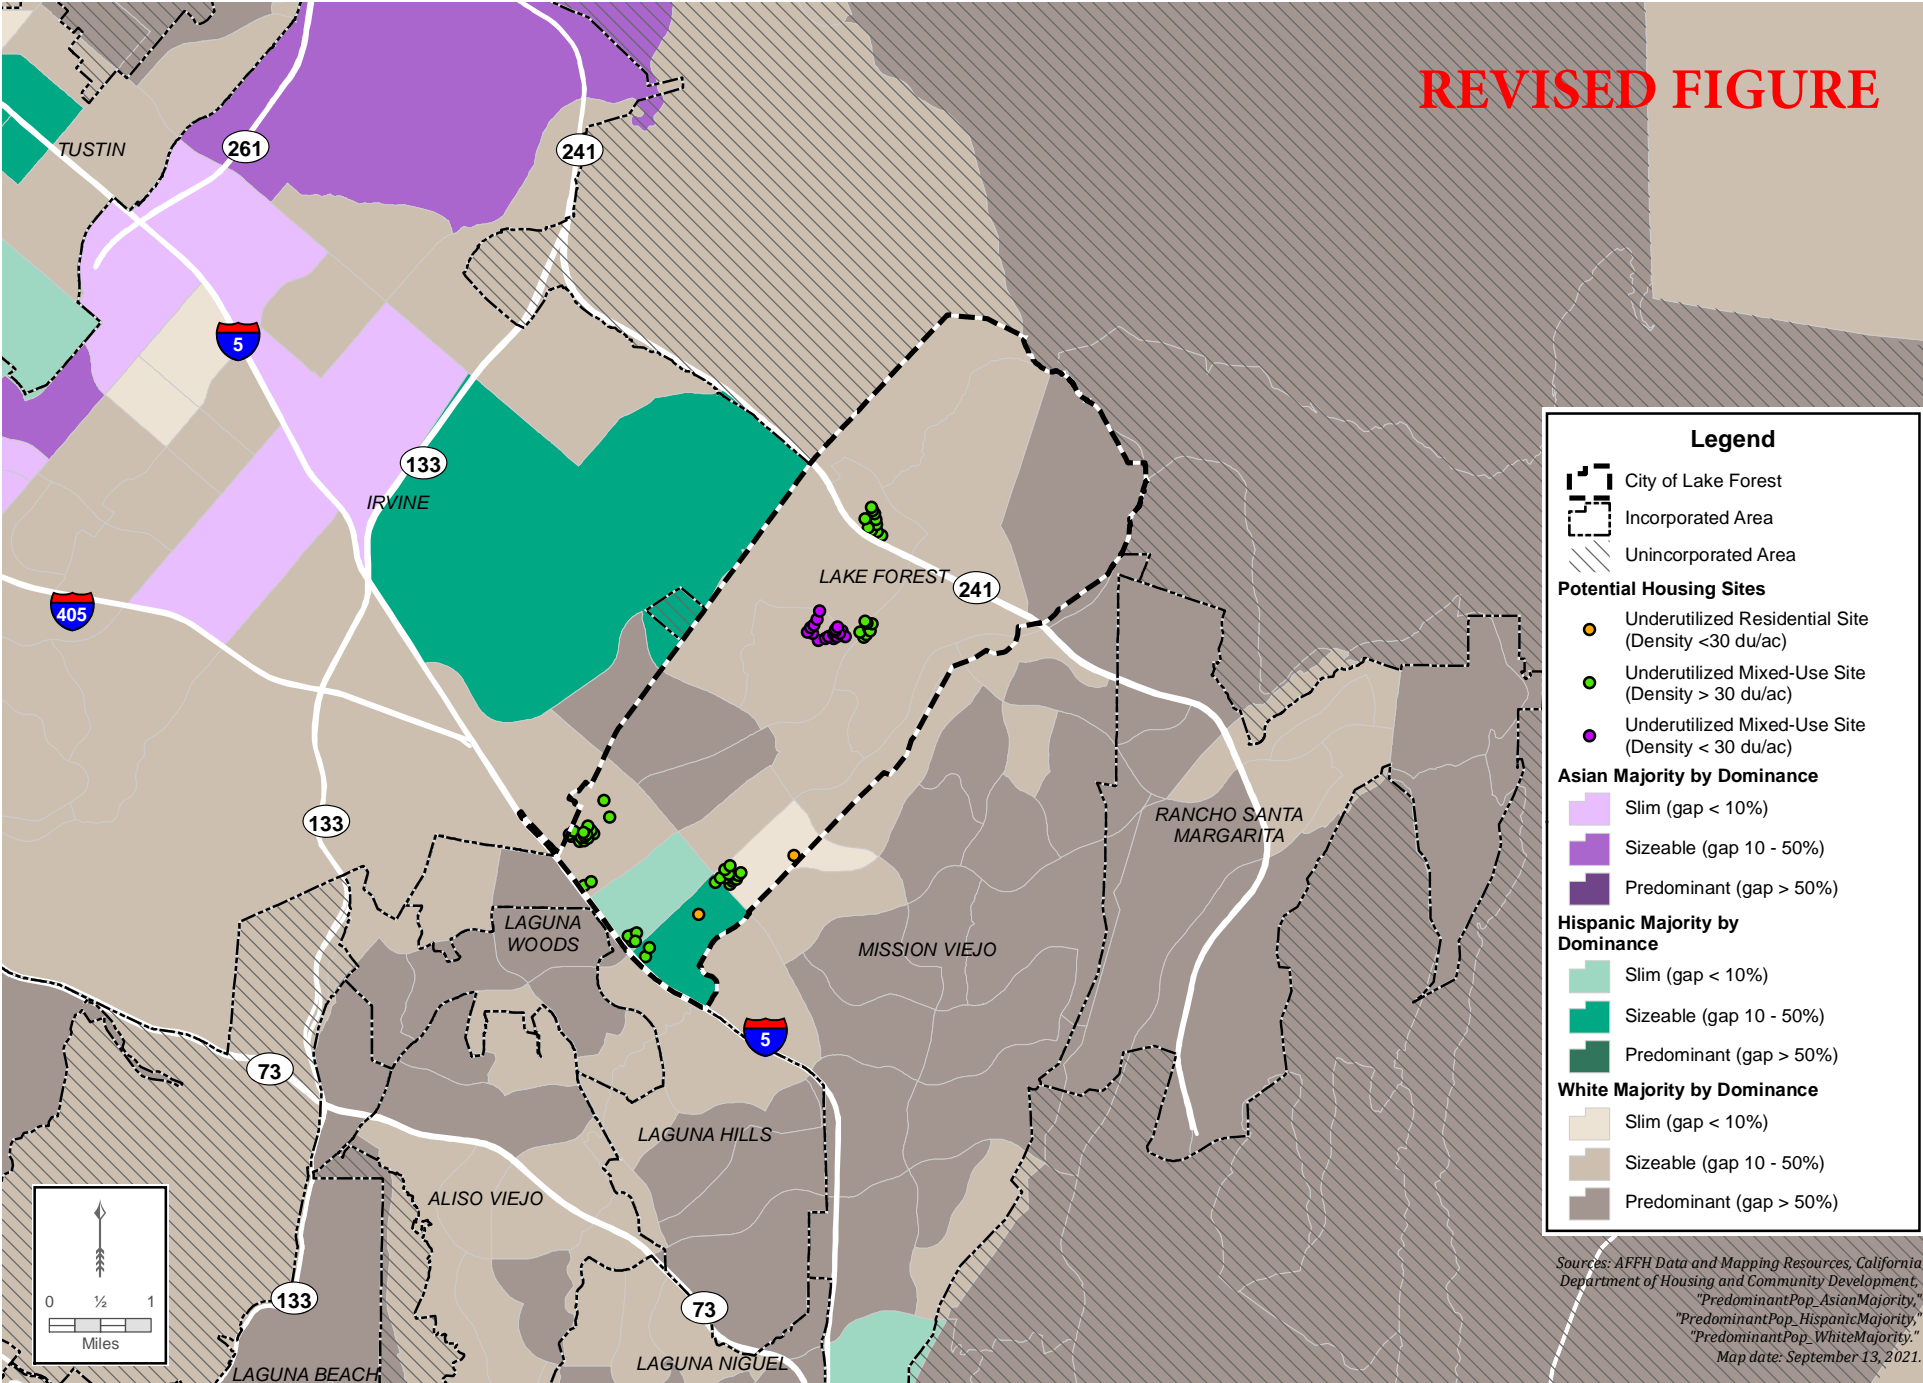 REVISED FIGURE
TUSTIN
261
241
5
133
IRVINE
405
LAKE FOREST
241
133
RANCHO SANTA
MARGARITA
LAGUNA
WOODS
MISSION VIEJO
5
73
LAGUNA HILLS
ALISO VIEJO
133
73
LAGUNA NIGUEL
LAGUNA BEACH
0 ½ 1
Miles
Legend
City of Lake Forest
Incorporated Area
Unincorporated Area
Potential Housing Sites
Underutilized Residential Site
(Density <30 du/ac)
Underutilized Mixed-Use Site
(Density > 30 du/ac)
Underutilized Mixed-Use Site
(Density < 30 du/ac)
Asian Majority by Dominance
Slim (gap < 10%)
Sizeable (gap 10 - 50%)
Predominant (gap > 50%)
Hispanic Majority by
Dominance
Slim (gap < 10%)
Sizeable (gap 10 - 50%)
Predominant (gap > 50%)
White Majority by Dominance
Slim (gap < 10%)
Sizeable (gap 10 - 50%)
Predominant (gap > 50%)
Sources: AFFH Data and Mapping Resources, California
Department of Housing and Community Development,
"PredominantPop_AsianMajority,"
"PredominantPop_HispanicMajority,"
"PredominantPop_WhiteMajority."
Map date: September 13, 2021.